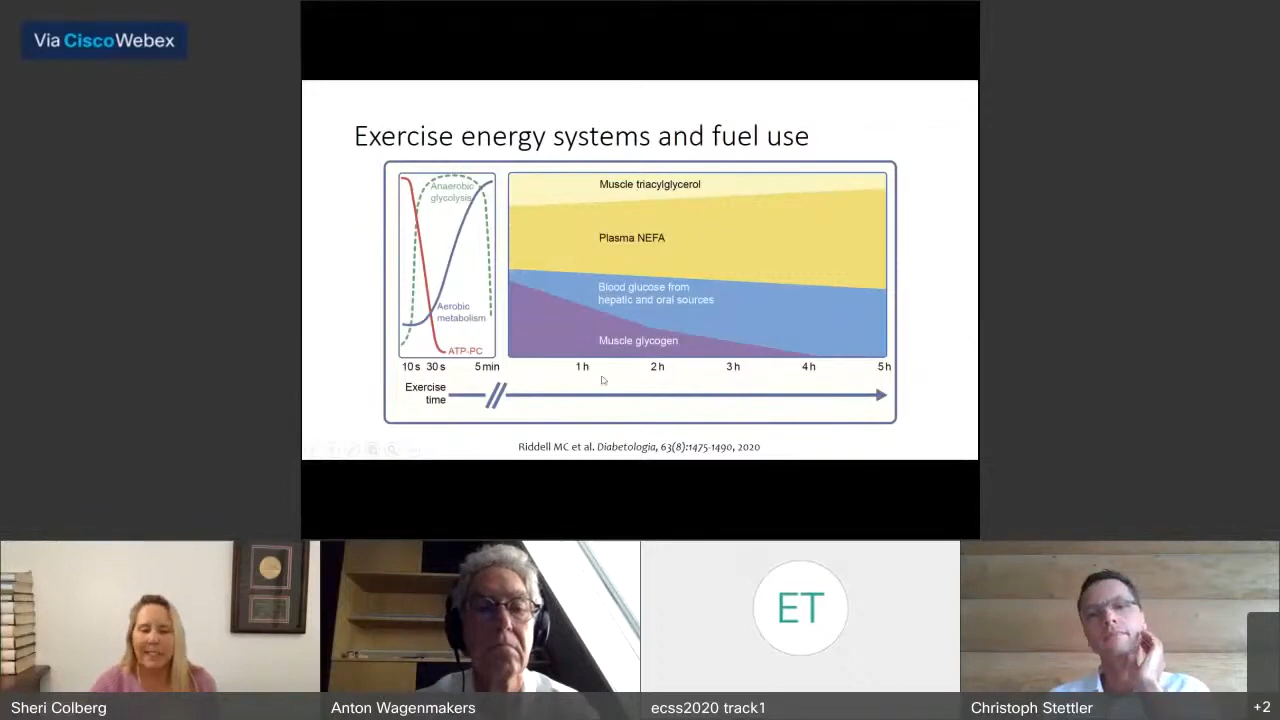 Via CiscoWebex
Exercise energy systems and fuel use
Anaerobic
glycolysis
Aerobic
metabolism
ATP-PC
Muscle triacylglycerol
Plasma NEFA
Blood glucose from
hepatic and oral sources
Muscle glycogen
10 s 30 s 5 min 1 h 2 h 3 h 4 h 5 h
Exercise
time
Riddell MC et al. Diabetologia, 63(8):1475-1490, 2020
ET
Sheri Colberg
Anton Wagenmakers
ecss2020 track1
Christoph Stettler
+2